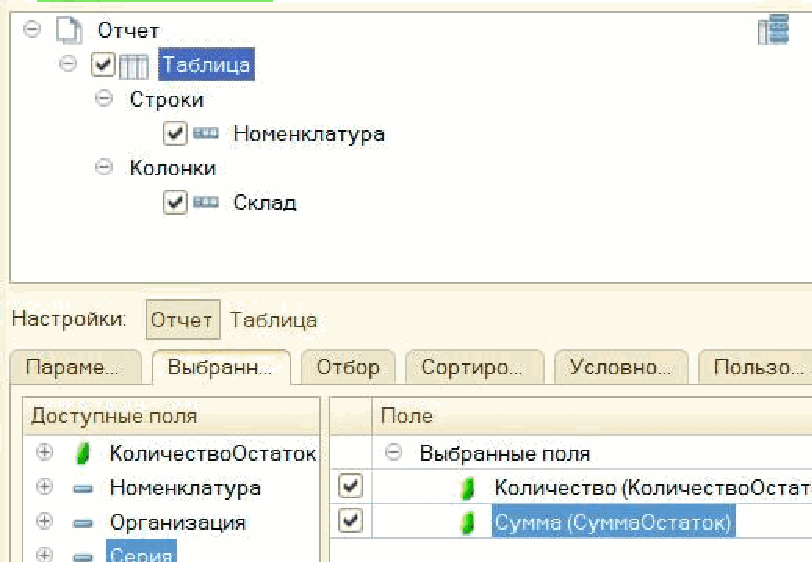 Отчет
Таблица
Строки
Номенклатура
Колонки
Склад
Настройки: Отчет Таблица
Параме... Выбранн... Отбор Сортиро... Условно... Пользо...
Доступные поля Поле
КоличествоОстаток Выбранные поля
Номенклатура Количество (КоличествоОстат
Организация Сумма (СуммаОстаток)
Серия